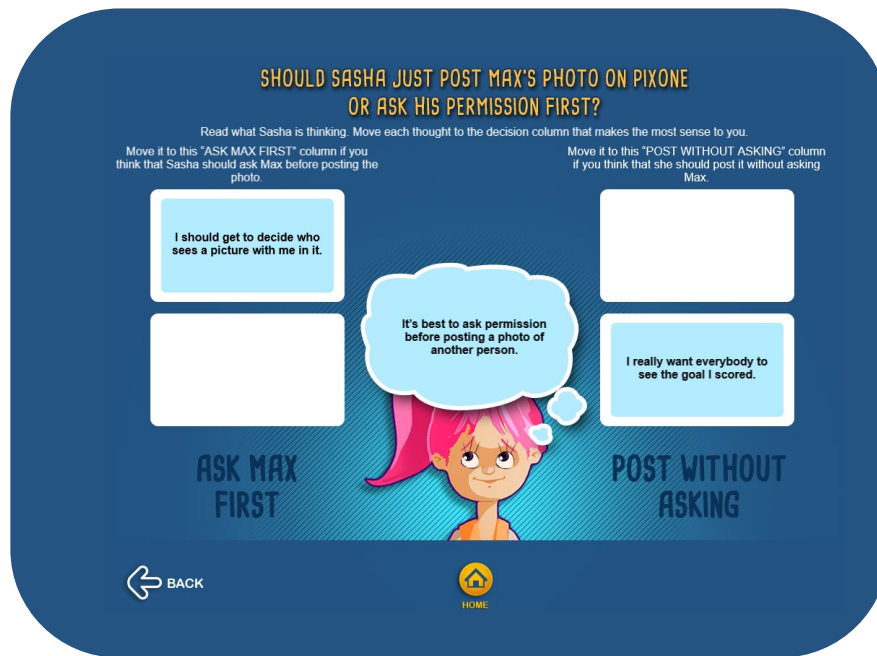 SHOULD SASHA JUST POST MAX'S PHOTO ON PIXONE
OR ASK HIS PERMISSION FIRST?
Read what Sasha is thinking. Move each thought to the decision column that makes the most sense to you.
Move it to this "ASK MAX FIRST" column if you
think that Sasha should ask Max before posting the
photo.
Move it to this "POST WITHOUT ASKING" column
if you think that she should post it without asking
Max.
I should get to decide who
sees a picture with me in it.
It's best to ask permission
before posting a photo of
another person.
I really want everybody to
see the goal I scored.
ASK MAX
FIRST
POST WITHOUT
ASKING
BACK
HOME